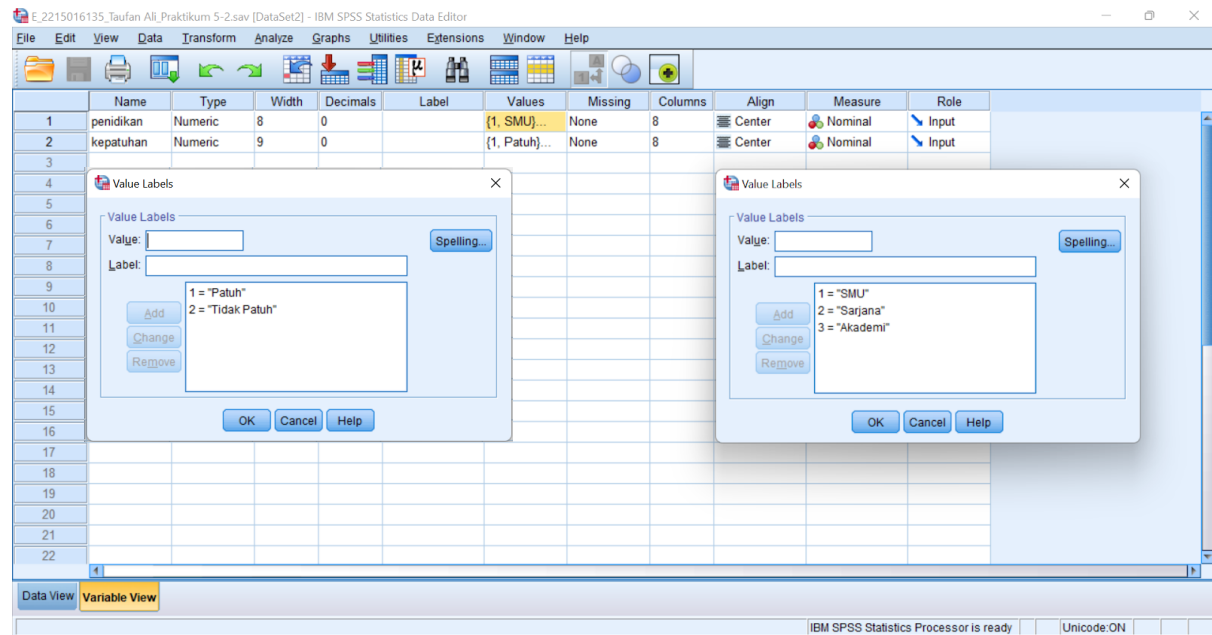 E_2215016135_Taufan Ali_Praktikum 5-2.sav [DataSet2] - IBM SPSS Statistics Data Editor
File Edit View Data Transform Analyze Graphs Utilities Extensions Window Help
Name Type Width Decimals Label Values Missing Columns Align Measure Role
1 penidikan Numeric 8 0 {1, SMU}... None 8 Center Nominal Input
2 kepatuhan Numeric 9 0 {1, Patuh}... None 8 Center Nominal Input
3
4
5
6
7
8
9
10
11
12
13
14
15
16
17
18
19
20
21
22
Value Labels
Value Labels
Value:
Spelling...
Label:
1 = "Patuh"
2 = "Tidak Patuh"
Add
Change
Remove
OK Cancel Help
Value Labels
Value Labels
Value:
Spelling...
Label:
1 = "SMU"
2 = "Sarjana"
3 = "Akademi"
Add
Change
Remove
OK Cancel Help
Data View Variable View
IBM SPSS Statistics Processor is ready Unicode:ON